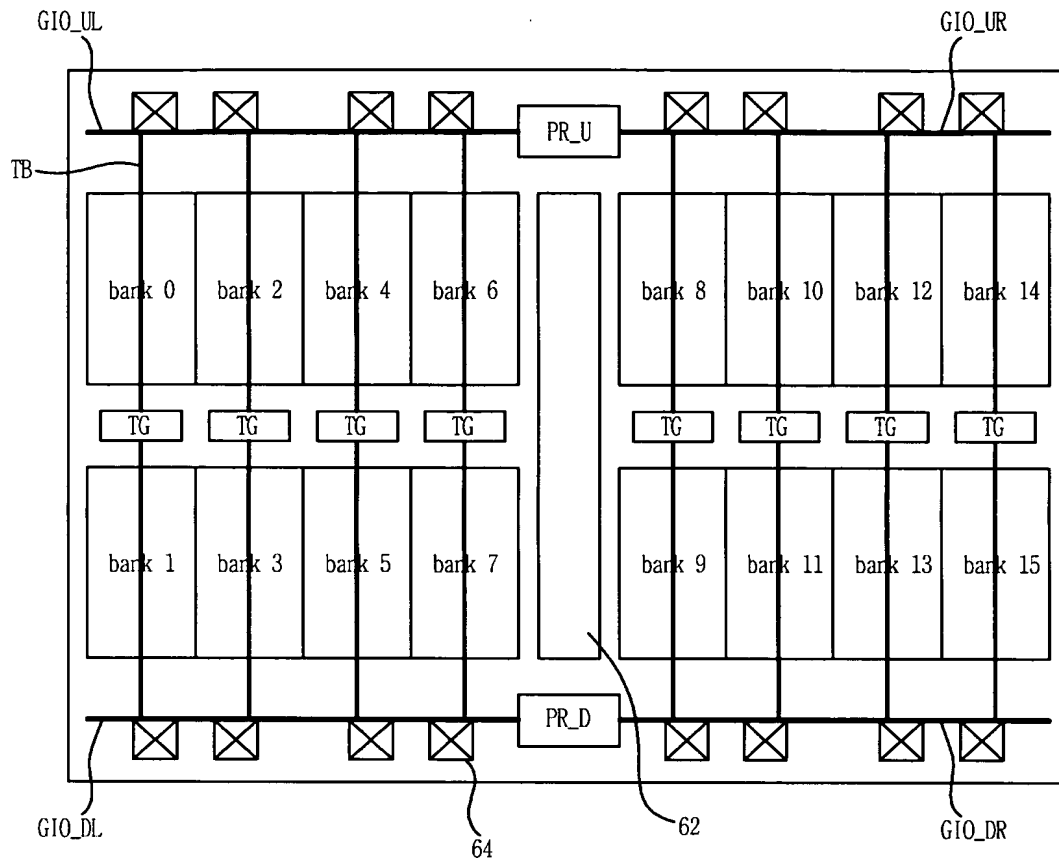 GIO_UL GIO_UR
PR_U
TB
bank 0 bank 2 bank 4 bank 6 bank 8 bank 10 bank 12 bank 14
TG TG TG TG TG TG TG TG
bank 1 bank 3 bank 5 bank 7 bank 9 bank 11 bank 13 bank 15
PR_D
GIO_DL 64 62 GIO_DR